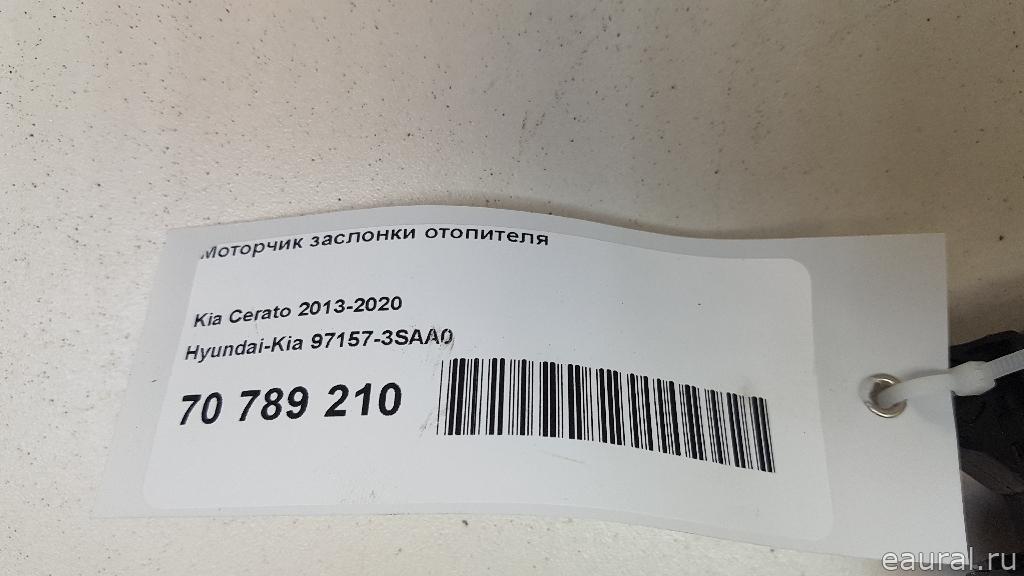 Моторчик заслонки отопителя
Kia Cerato 2013-2020
Hyundai-Kia 97157-3SAA0
70 789 210
eaural.ru